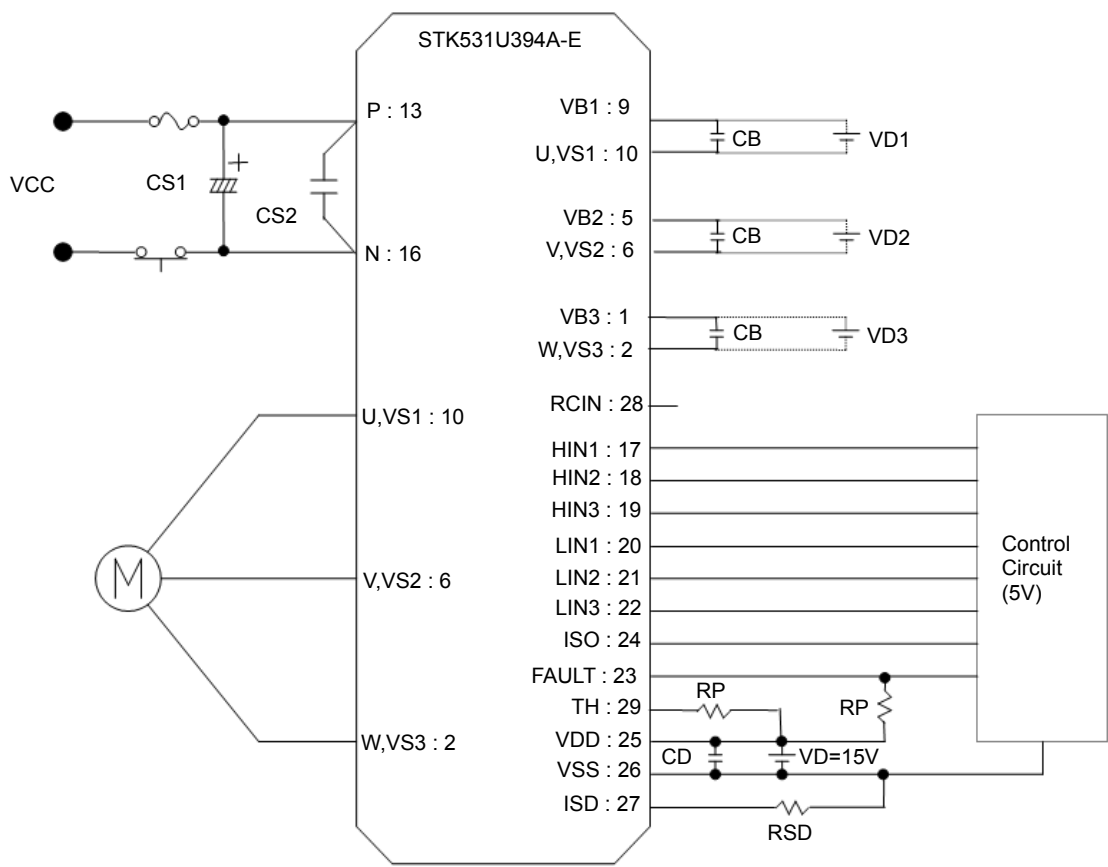 STK531U394A-E
P : 13
VB1 : 9
CB
VD1
U,VS1 : 10
VCC
CS1
+
CS2
VB2 : 5
CB
VD2
V,VS2 : 6
N : 16
VB3 : 1
CB
VD3
W,VS3 : 2
RCIN : 28
U,VS1 : 10
HIN1 : 17
HIN2 : 18
HIN3 : 19
LIN1 : 20
Control
Circuit
(5V)
M
V,VS2 : 6
LIN2 : 21
LIN3 : 22
ISO : 24
FAULT : 23
RP
TH : 29
RP
W,VS3 : 2
VDD : 25
CD
VD=15V
VSS : 26
ISD : 27
RSD